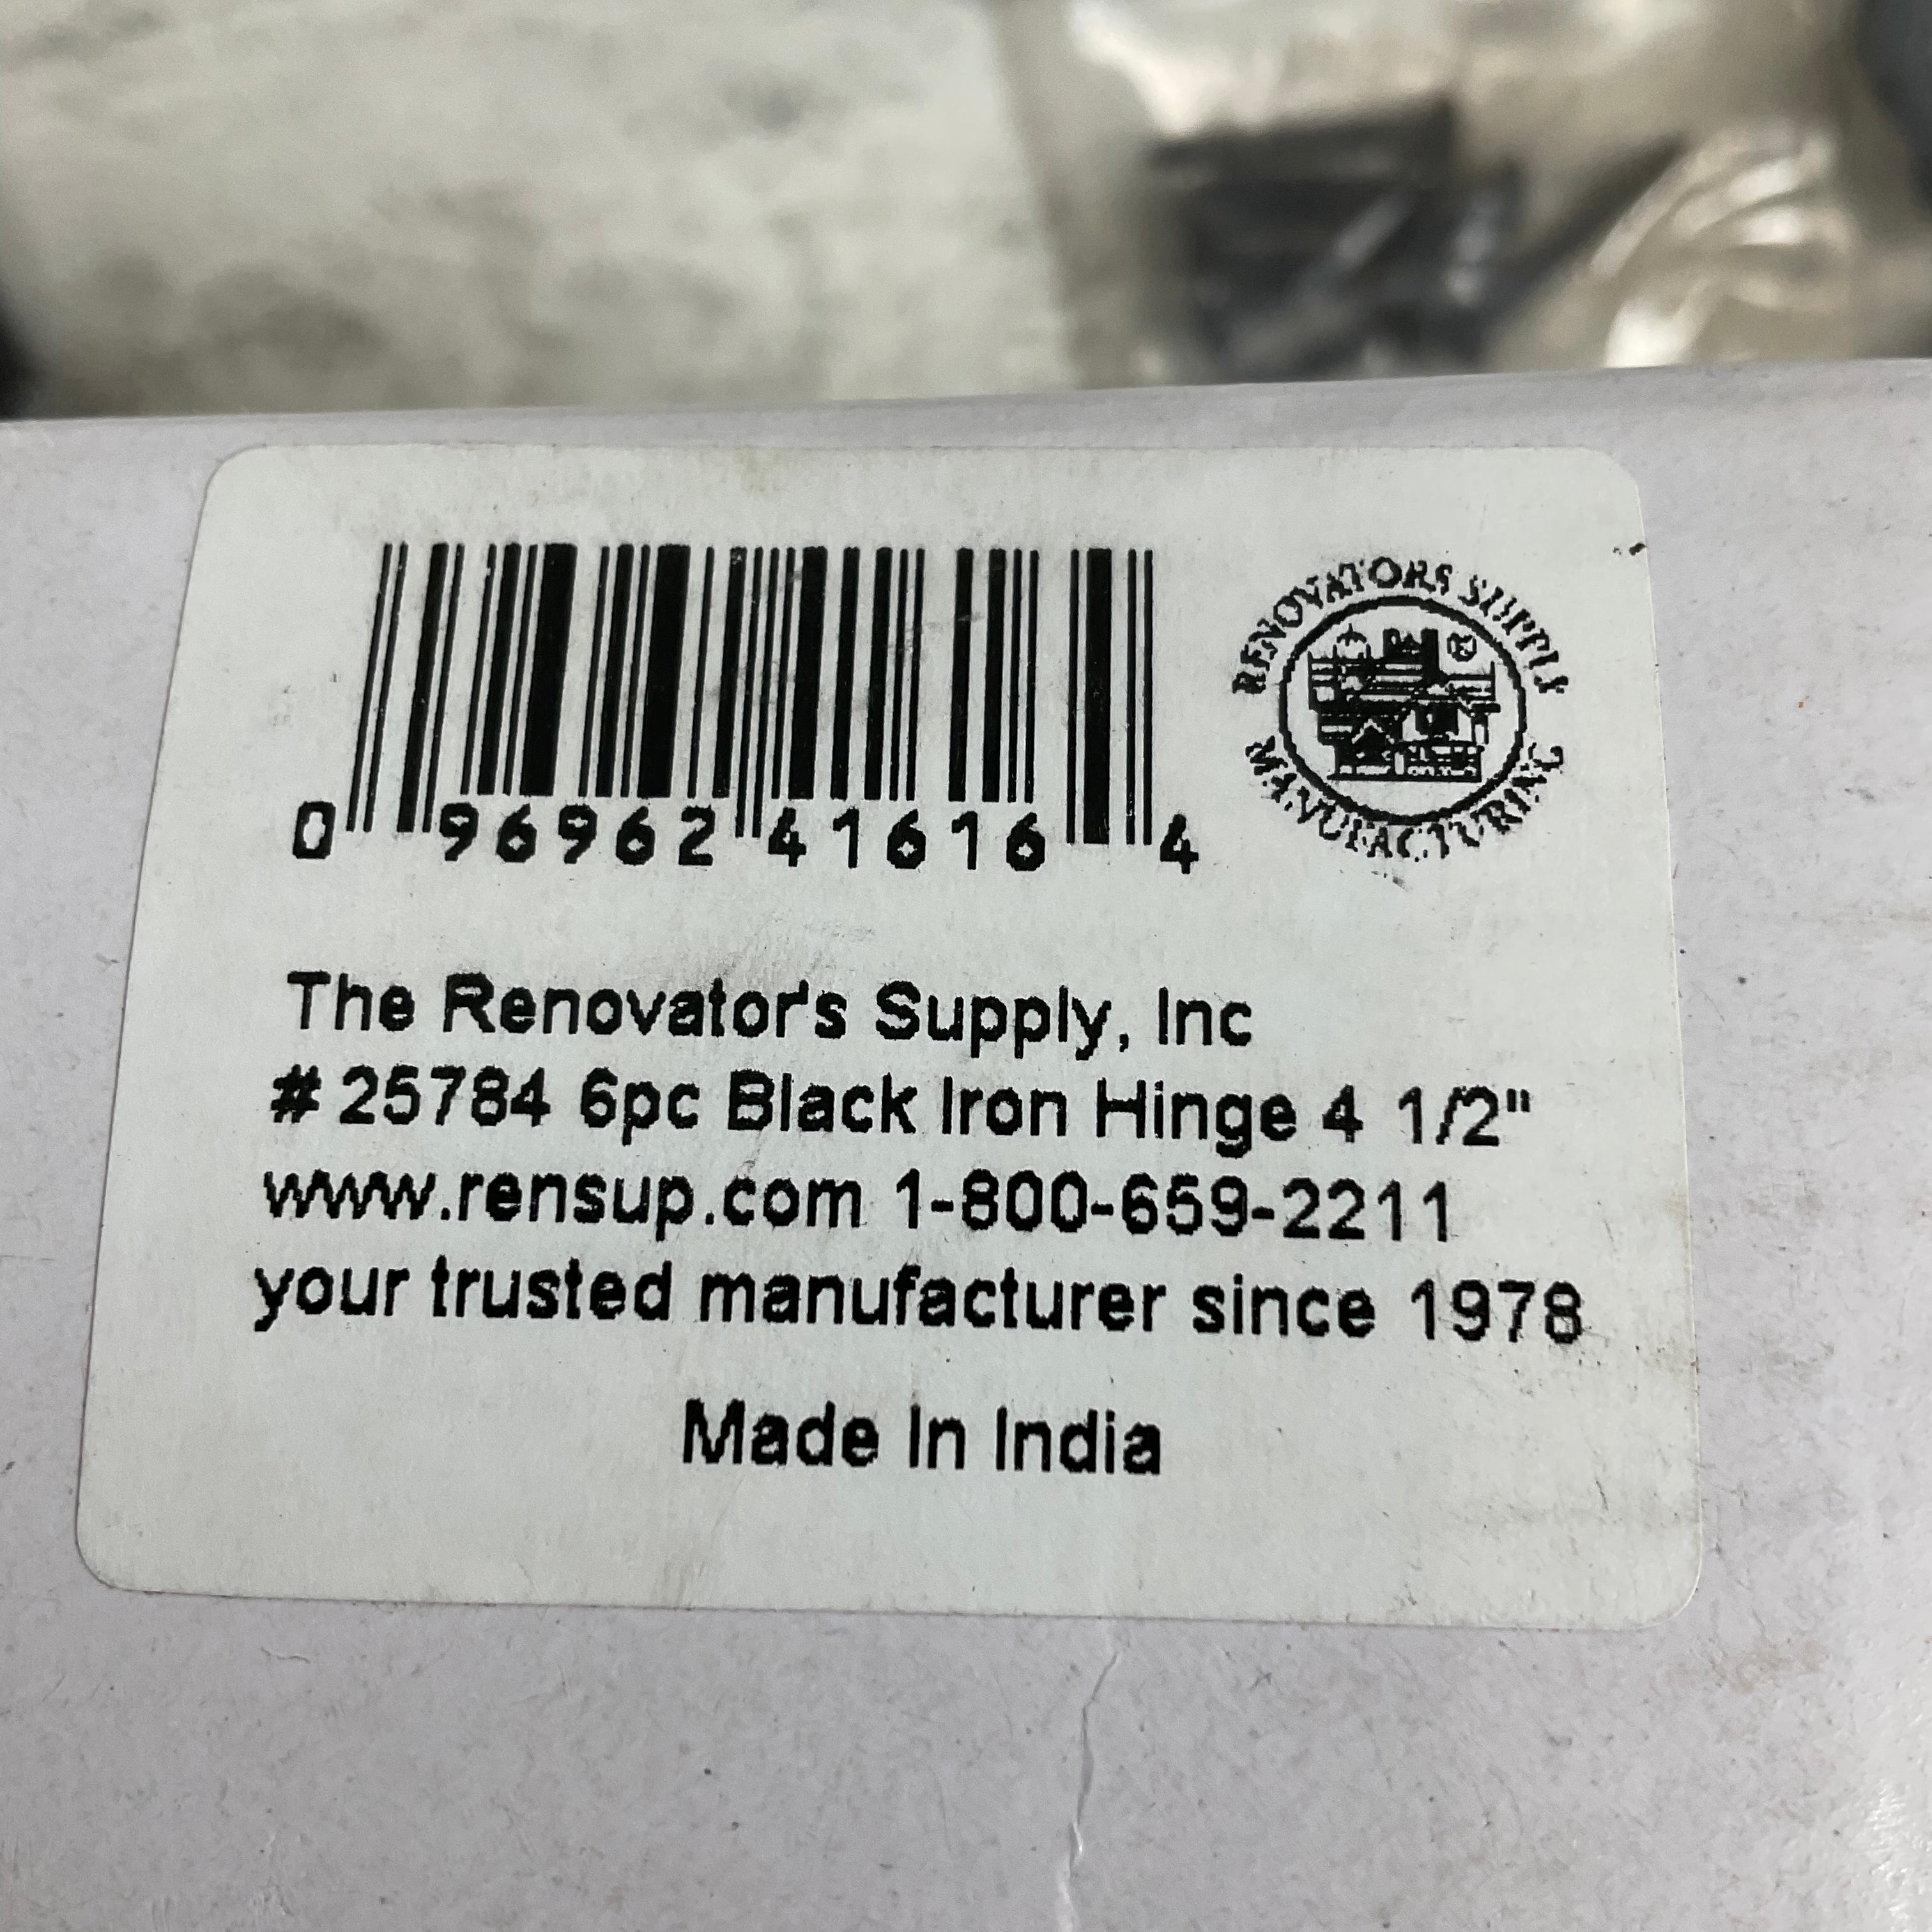 0 96962 41616 4
RENOVATORS SUPPLY
MANUFACTURING
The Renovator's Supply, Inc
# 25784 6pc Black Iron Hinge 4 1/2"
www.rensup.com 1-800-659-2211
your trusted manufacturer since 1978
Made In India